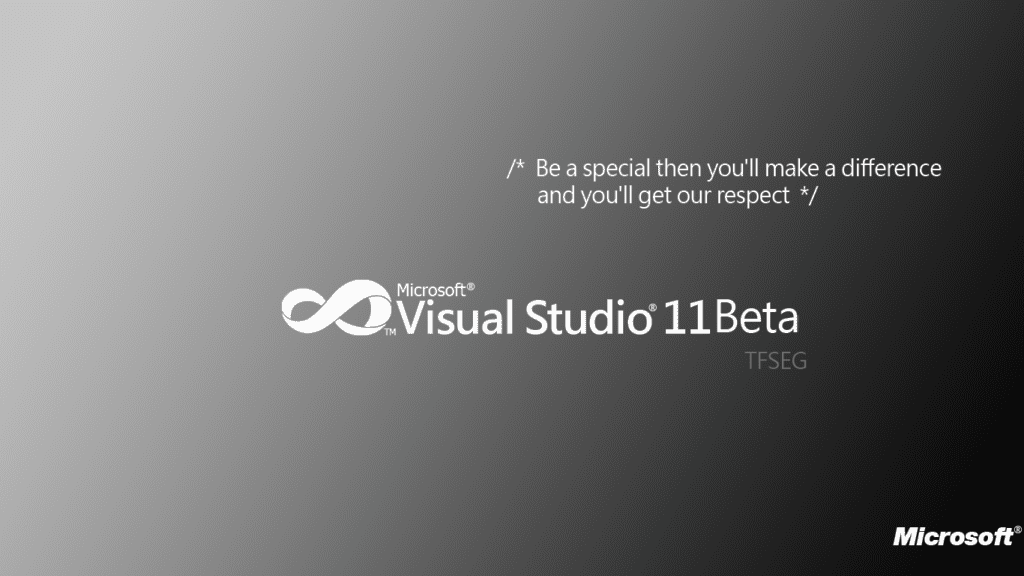 /* Be a special then you'll make a difference
and you'll get our respect */
Microsoft®
Visual Studio® 11 Beta
TM
TFSEG
Microsoft®